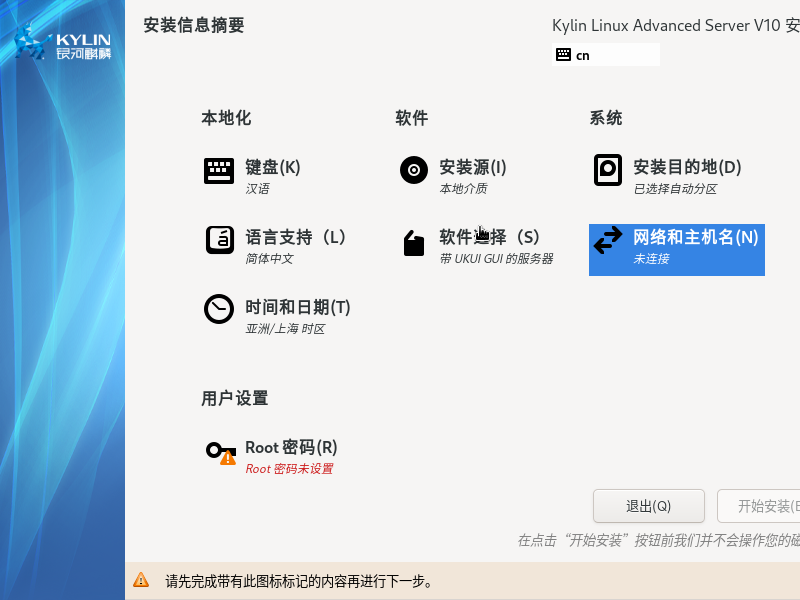 KYLIN
银河麒麟
安装信息摘要
Kylin Linux Advanced Server V10 安
cn
本地化
软件
系统
键盘(K)
汉语
安装源(I)
本地介质
安装目的地(D)
已选择自动分区
语言支持（L）
简体中文
软件选择（S）
带 UKUI GUI 的服务器
网络和主机名(N)
未连接
时间和日期(T)
亚洲/上海 时区
用户设置
Root 密码(R)
Root 密码未设置
退出(Q)
开始安装(B
在点击“开始安装”按钮前我们并不会操作您的磁
请先完成带有此图标标记的内容再进行下一步。